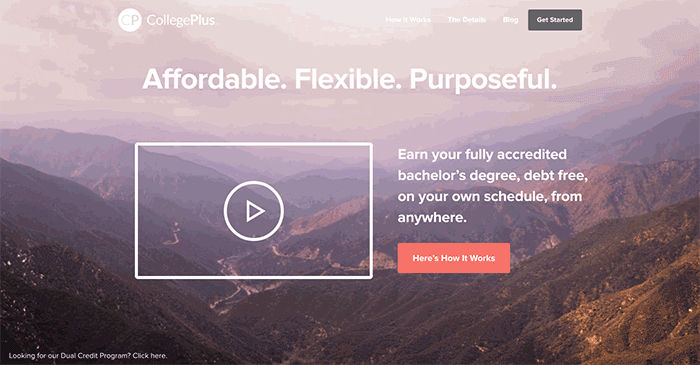 CP CollegePlus
How It Works The Details Blog Get Started
Affordable. Flexible. Purposeful.
Earn your fully accredited
bachelor's degree, debt free,
on your own schedule, from
anywhere.
Here's How It Works
Looking for our Dual Credit Program? Click here.